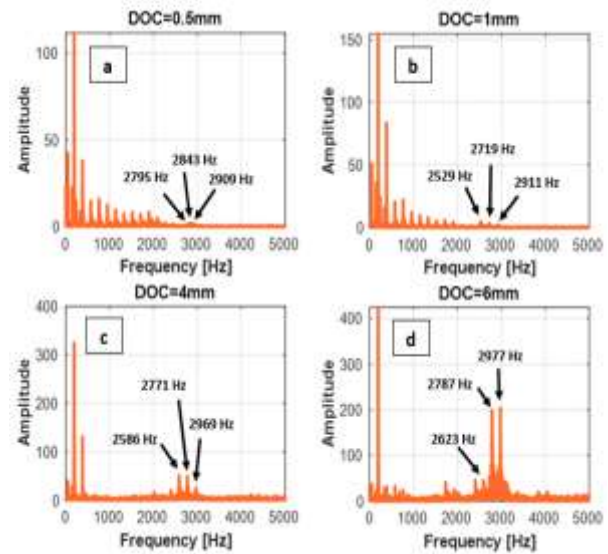 DOC=0.5mm
a
100
50
0
Amplitude
2843 Hz
2795 Hz
2909 Hz
0 1000 2000 3000 4000 5000
Frequency [Hz]
DOC=1mm
b
150
100
50
0
Amplitude
2719 Hz
2529 Hz
2911 Hz
0 1000 2000 3000 4000 5000
Frequency [Hz]
DOC=4mm
c
400
300
200
100
0
Amplitude
2771 Hz
2586 Hz
2969 Hz
0 1000 2000 3000 4000 5000
Frequency [Hz]
DOC=6mm
d
400
300
200
100
0
Amplitude
2977 Hz
2787 Hz
2623 Hz
0 1000 2000 3000 4000 5000
Frequency [Hz]